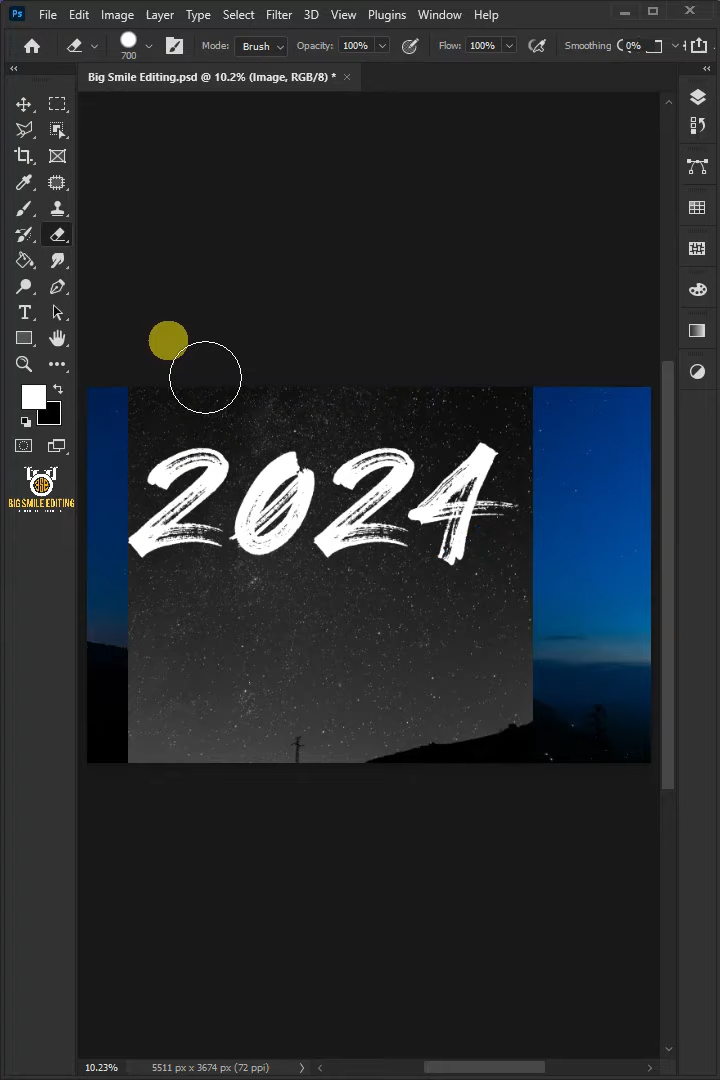 Ps File Edit Image Layer Type Select Filter 3D View Plugins Window Help
700 Mode: Brush Opacity: 100% Flow: 100% Smoothing 0%
Big Smile Editing.psd @ 10.2% (Image, RGB/8) *
2024
BIG SMILE EDITING
10.23% 5511 px x 3674 px (72 ppi)